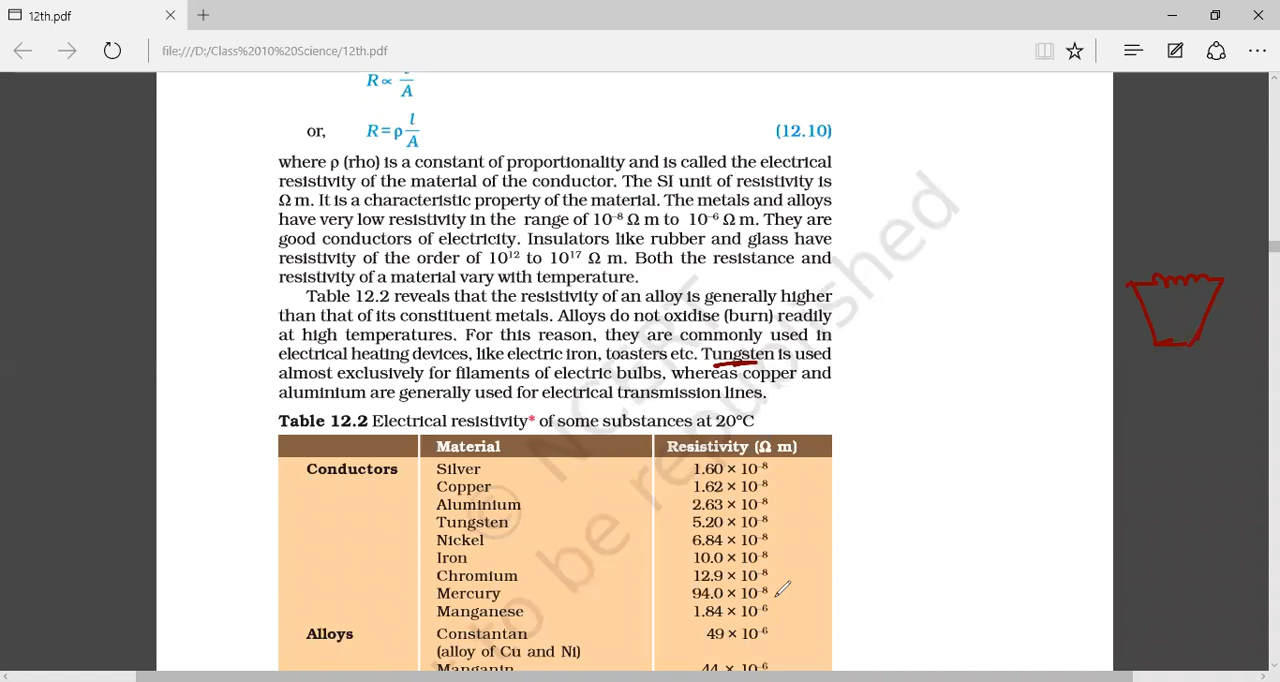 12th.pdf
file:///D:/Class%2010%20Science/12th.pdf
R ∝ l/A
or, R = ρ l/A (12.10)
where ρ (rho) is a constant of proportionality and is called the electrical
resistivity of the material of the conductor. The SI unit of resistivity is
Ω m. It is a characteristic property of the material. The metals and alloys
have very low resistivity in the range of 10⁻⁸ Ω m to 10⁻⁶ Ω m. They are
good conductors of electricity. Insulators like rubber and glass have
resistivity of the order of 10¹² to 10¹⁷ Ω m. Both the resistance and
resistivity of a material vary with temperature.
Table 12.2 reveals that the resistivity of an alloy is generally higher
than that of its constituent metals. Alloys do not oxidise (burn) readily
at high temperatures. For this reason, they are commonly used in
electrical heating devices, like electric iron, toasters etc. Tungsten is used
almost exclusively for filaments of electric bulbs, whereas copper and
aluminium are generally used for electrical transmission lines.
Table 12.2 Electrical resistivity* of some substances at 20°C
Material Resistivity (Ω m)
Conductors Silver 1.60 × 10⁻⁸
Copper 1.62 × 10⁻⁸
Aluminium 2.63 × 10⁻⁸
Tungsten 5.20 × 10⁻⁸
Nickel 6.84 × 10⁻⁸
Iron 10.0 × 10⁻⁸
Chromium 12.9 × 10⁻⁸
Mercury 94.0 × 10⁻⁸
Manganese 1.84 × 10⁻⁶
Alloys Constantan 49 × 10⁻⁶
(alloy of Cu and Ni)
Manganin 44 × 10⁻⁶
© NCERT
to be republished